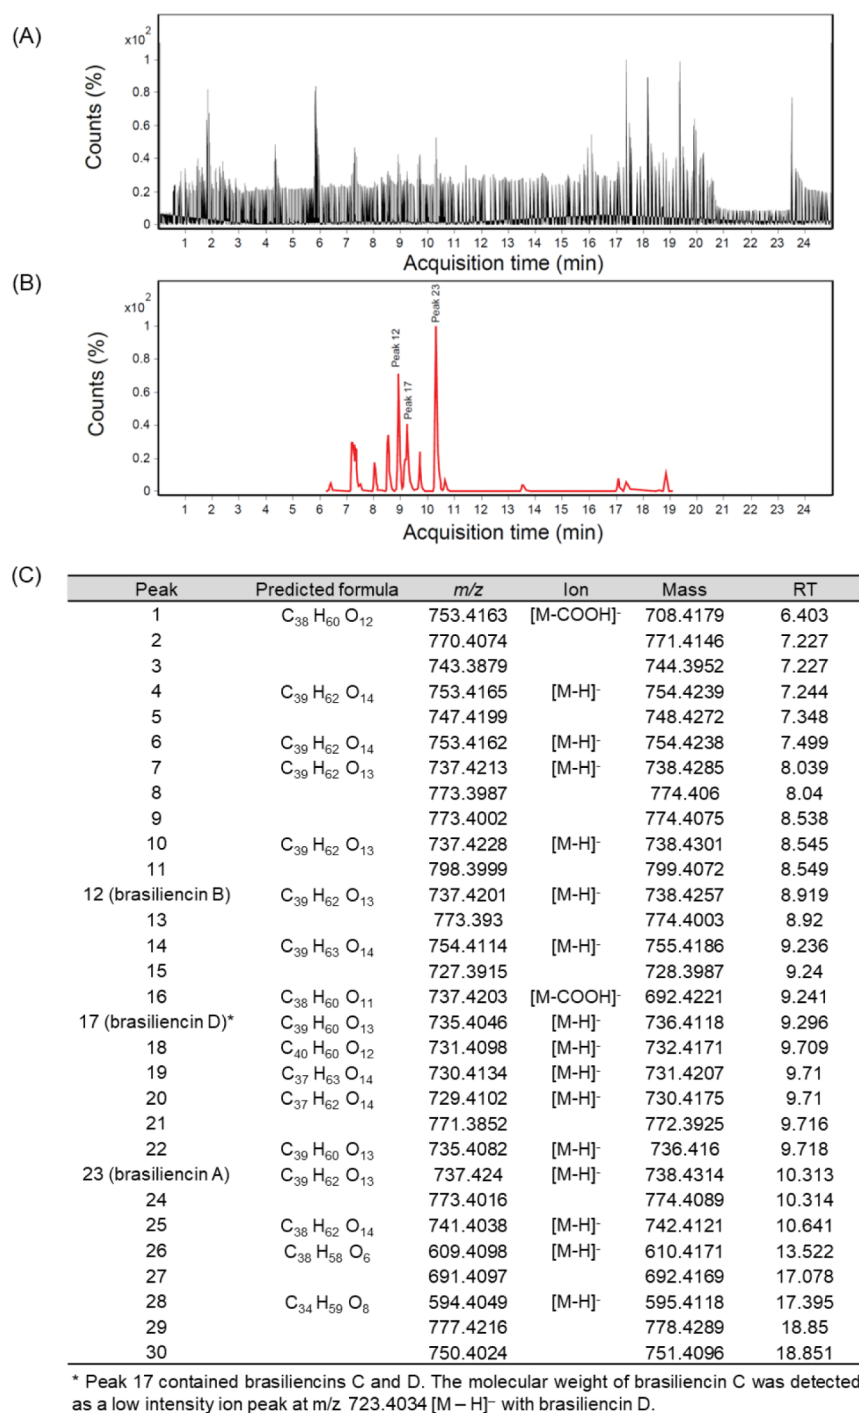 (A)
x10²
1
0.8
0.6
0.4
0.2
0
Counts (%)
1 2 3 4 5 6 7 8 9 10 11 12 13 14 15 16 17 18 19 20 21 22 23 24
Acquisition time (min)
(B)
x10²
1
0.8
0.6
0.4
0.2
0
Counts (%)
Peak 12
Peak 17
Peak 23
1 2 3 4 5 6 7 8 9 10 11 12 13 14 15 16 17 18 19 20 21 22 23 24
Acquisition time (min)
(C)
Peak Predicted formula m/z Ion Mass RT
1 C₃₈ H₆₀ O₁₂ 753.4163 [M-COOH]⁻ 708.4179 6.403
2 770.4074 771.4146 7.227
3 743.3879 744.3952 7.227
4 C₃₉ H₆₂ O₁₄ 753.4165 [M-H]⁻ 754.4239 7.244
5 747.4199 748.4272 7.348
6 C₃₉ H₆₂ O₁₄ 753.4162 [M-H]⁻ 754.4238 7.499
7 C₃₉ H₆₂ O₁₃ 737.4213 [M-H]⁻ 738.4285 8.039
8 773.3987 774.406 8.04
9 773.4002 774.4075 8.538
10 C₃₉ H₆₂ O₁₃ 737.4228 [M-H]⁻ 738.4301 8.545
11 798.3999 799.4072 8.549
12 (brasiliencin B) C₃₉ H₆₂ O₁₃ 737.4201 [M-H]⁻ 738.4257 8.919
13 773.393 774.4003 8.92
14 C₃₉ H₆₃ O₁₄ 754.4114 [M-H]⁻ 755.4186 9.236
15 727.3915 728.3987 9.24
16 C₃₈ H₆₀ O₁₁ 737.4203 [M-COOH]⁻ 692.4221 9.241
17 (brasiliencin D)* C₃₉ H₆₀ O₁₃ 735.4046 [M-H]⁻ 736.4118 9.296
18 C₄₀ H₆₀ O₁₂ 731.4098 [M-H]⁻ 732.4171 9.709
19 C₃₇ H₆₃ O₁₄ 730.4134 [M-H]⁻ 731.4207 9.71
20 C₃₇ H₆₂ O₁₄ 729.4102 [M-H]⁻ 730.4175 9.71
21 771.3852 772.3925 9.716
22 C₃₉ H₆₀ O₁₃ 735.4082 [M-H]⁻ 736.416 9.718
23 (brasiliencin A) C₃₉ H₆₂ O₁₃ 737.424 [M-H]⁻ 738.4314 10.313
24 773.4016 774.4089 10.314
25 C₃₈ H₆₂ O₁₄ 741.4038 [M-H]⁻ 742.4121 10.641
26 C₃₈ H₅₈ O₆ 609.4098 [M-H]⁻ 610.4171 13.522
27 691.4097 692.4169 17.078
28 C₃₄ H₅₉ O₈ 594.4049 [M-H]⁻ 595.4118 17.395
29 777.4216 778.4289 18.85
30 750.4024 751.4096 18.851
* Peak 17 contained brasiliencins C and D. The molecular weight of brasiliencin C was detected
as a low intensity ion peak at m/z 723.4034 [M – H]⁻ with brasiliencin D.